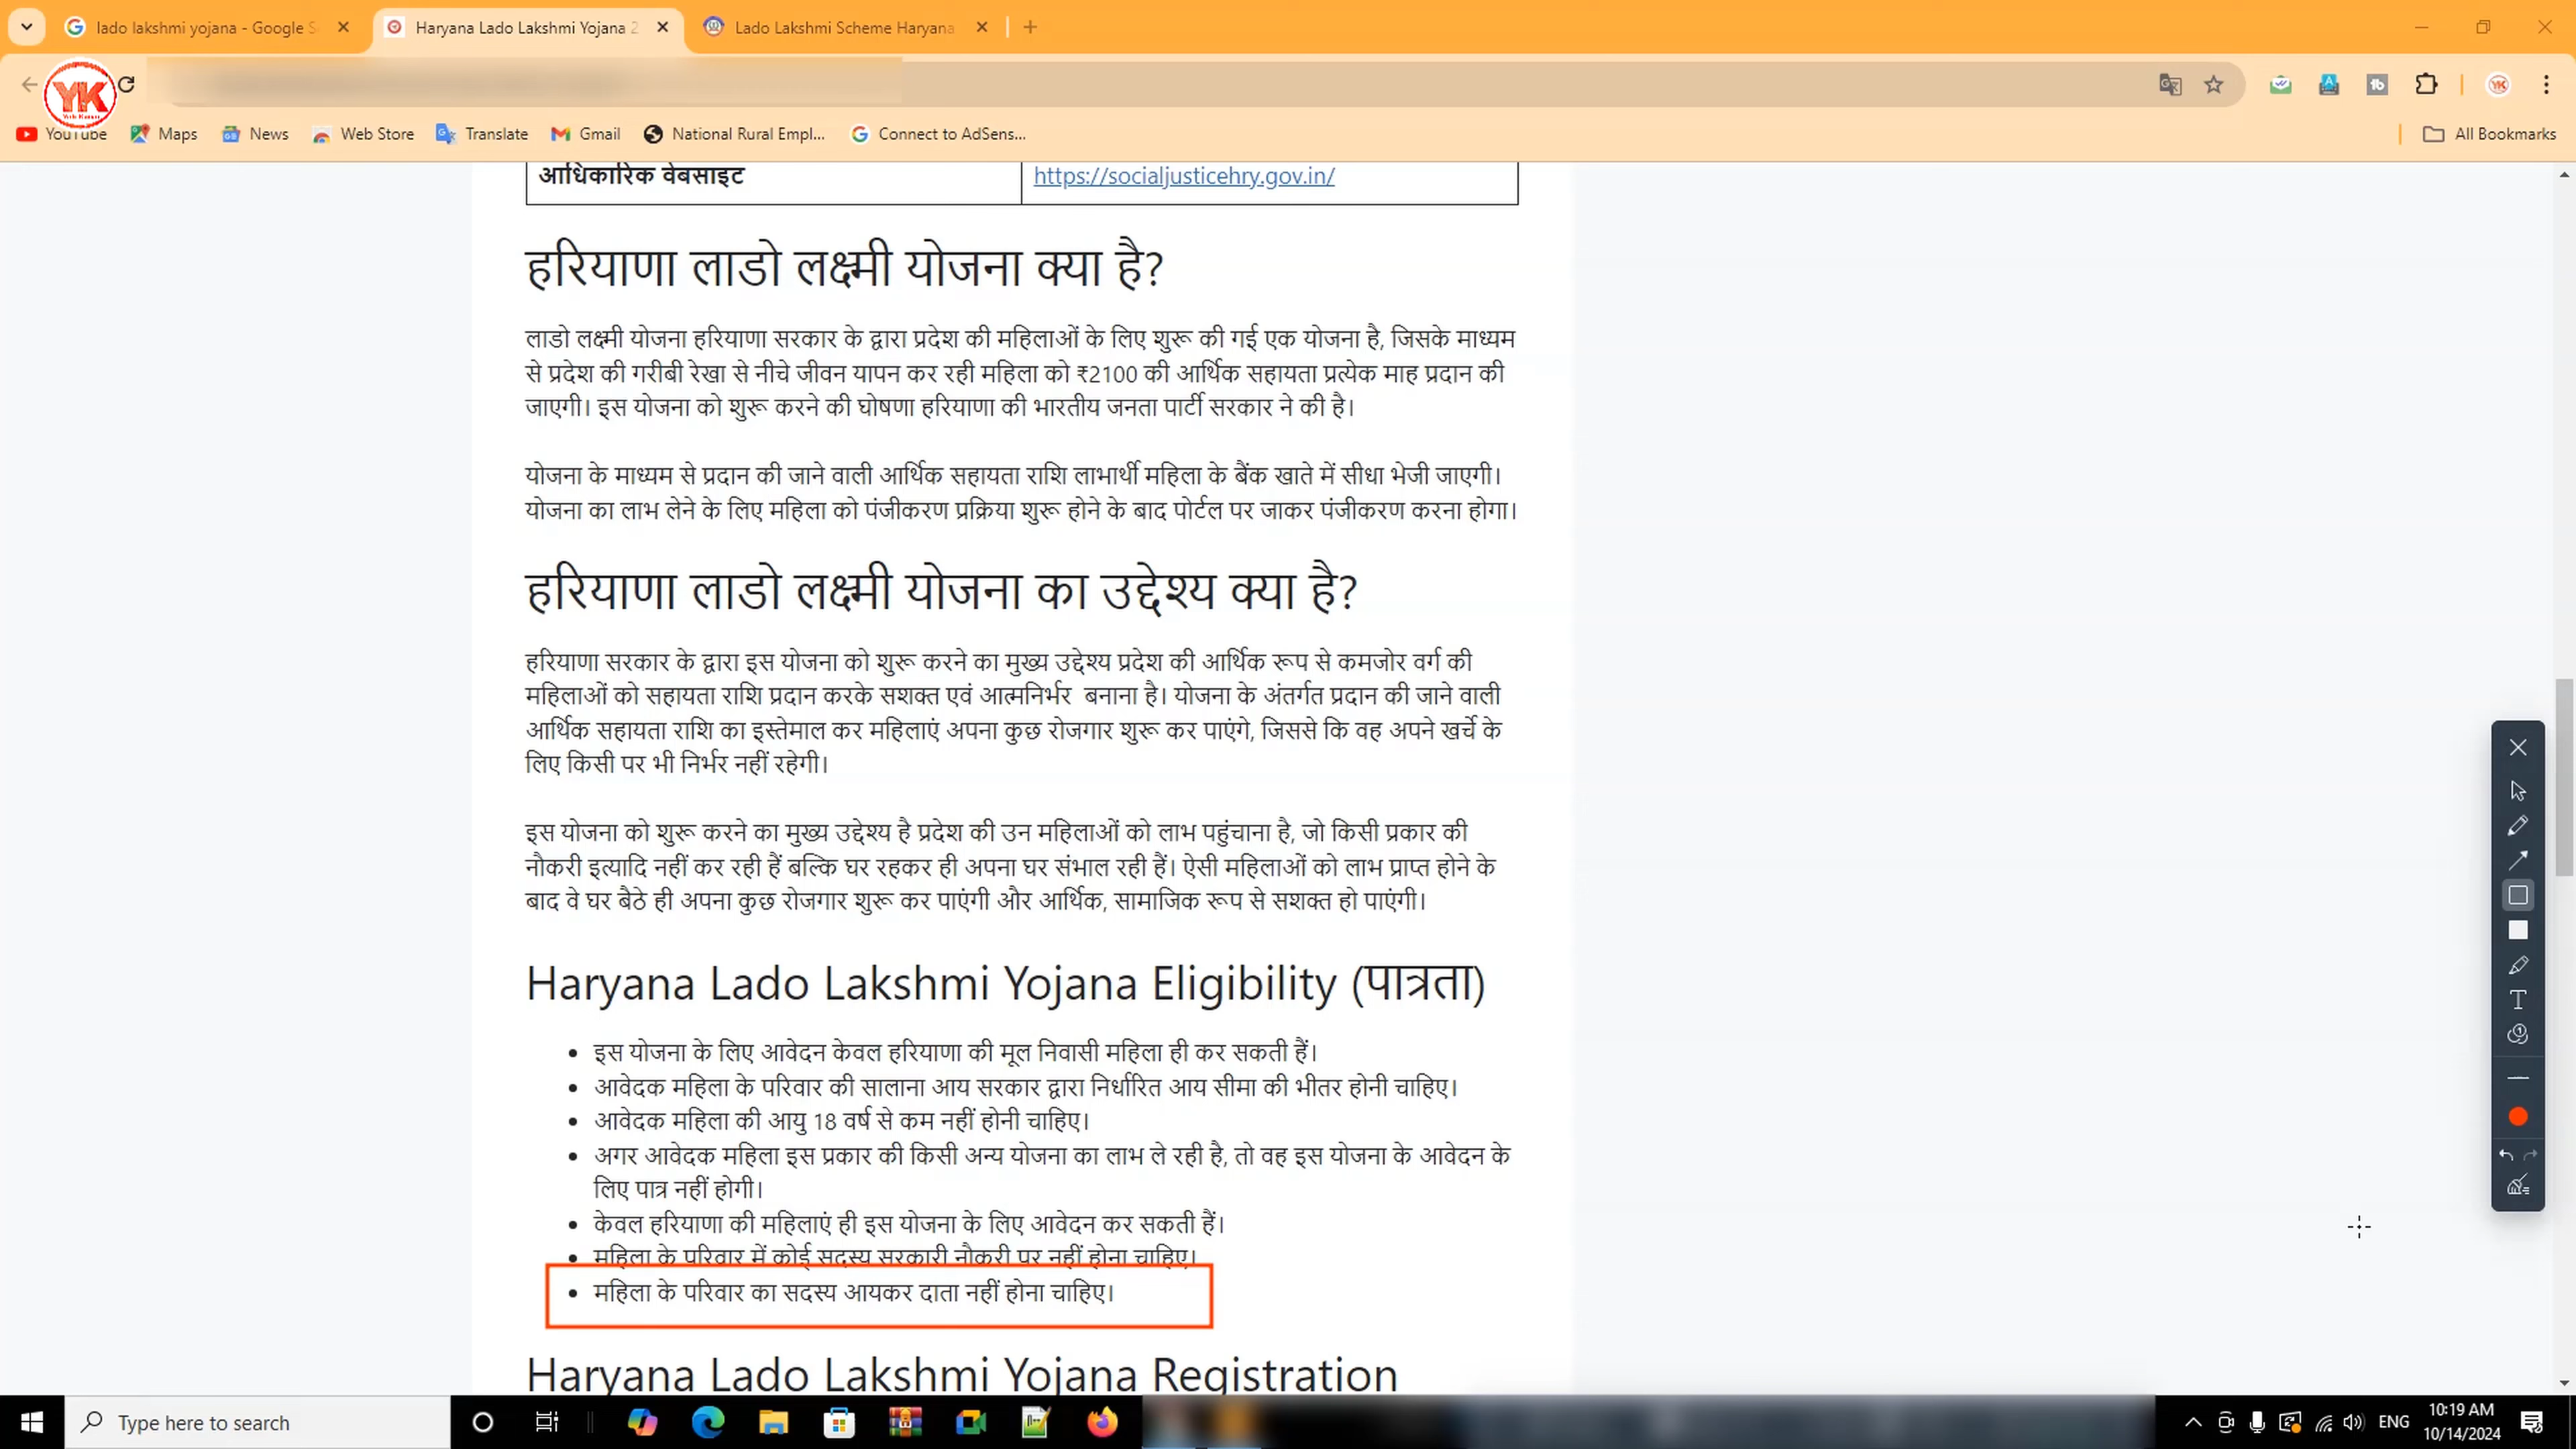 lado lakshmi yojana - Google S
Haryana Lado Lakshmi Yojana 2
Lado Lakshmi Scheme Haryana
YK
YouTube
Maps
News
Web Store
Translate
Gmail
National Rural Empl...
Connect to AdSens...
All Bookmarks
आधिकारिक वेबसाइट
https://socialjusticehry.gov.in/
हरियाणा लाडो लक्ष्मी योजना क्या है?
लाडो लक्ष्मी योजना हरियाणा सरकार के द्वारा प्रदेश की महिलाओं के लिए शुरू की गई एक योजना है, जिसके माध्यम
से प्रदेश की गरीबी रेखा से नीचे जीवन यापन कर रही महिला को ₹2100 की आर्थिक सहायता प्रत्येक माह प्रदान की
जाएगी। इस योजना को शुरू करने की घोषणा हरियाणा की भारतीय जनता पार्टी सरकार ने की है।
योजना के माध्यम से प्रदान की जाने वाली आर्थिक सहायता राशि लाभार्थी महिला के बैंक खाते में सीधा भेजी जाएगी।
योजना का लाभ लेने के लिए महिला को पंजीकरण प्रक्रिया शुरू होने के बाद पोर्टल पर जाकर पंजीकरण करना होगा।
हरियाणा लाडो लक्ष्मी योजना का उद्देश्य क्या है?
हरियाणा सरकार के द्वारा इस योजना को शुरू करने का मुख्य उद्देश्य प्रदेश की आर्थिक रूप से कमजोर वर्ग की
महिलाओं को सहायता राशि प्रदान करके सशक्त एवं आत्मनिर्भर बनाना है। योजना के अंतर्गत प्रदान की जाने वाली
आर्थिक सहायता राशि का इस्तेमाल कर महिलाएं अपना कुछ रोजगार शुरू कर पाएंगे, जिससे कि वह अपने खर्चे के
लिए किसी पर भी निर्भर नहीं रहेगी।
इस योजना को शुरू करने का मुख्य उद्देश्य है प्रदेश की उन महिलाओं को लाभ पहुंचाना है, जो किसी प्रकार की
नौकरी इत्यादि नहीं कर रही हैं बल्कि घर रहकर ही अपना घर संभाल रही हैं। ऐसी महिलाओं को लाभ प्राप्त होने के
बाद वे घर बैठे ही अपना कुछ रोजगार शुरू कर पाएंगी और आर्थिक, सामाजिक रूप से सशक्त हो पाएंगी।
Haryana Lado Lakshmi Yojana Eligibility (पात्रता)
• इस योजना के लिए आवेदन केवल हरियाणा की मूल निवासी महिला ही कर सकती हैं।
• आवेदक महिला के परिवार की सालाना आय सरकार द्वारा निर्धारित आय सीमा की भीतर होनी चाहिए।
• आवेदक महिला की आयु 18 वर्ष से कम नहीं होनी चाहिए।
• अगर आवेदक महिला इस प्रकार की किसी अन्य योजना का लाभ ले रही है, तो वह इस योजना के आवेदन के
लिए पात्र नहीं होगी।
• केवल हरियाणा की महिलाएं ही इस योजना के लिए आवेदन कर सकती हैं।
• महिला के परिवार में कोई सदस्य सरकारी नौकरी पर नहीं होना चाहिए।
• महिला के परिवार का सदस्य आयकर दाता नहीं होना चाहिए।
Haryana Lado Lakshmi Yojana Registration
Type here to search
ENG
10:19 AM
10/14/2024